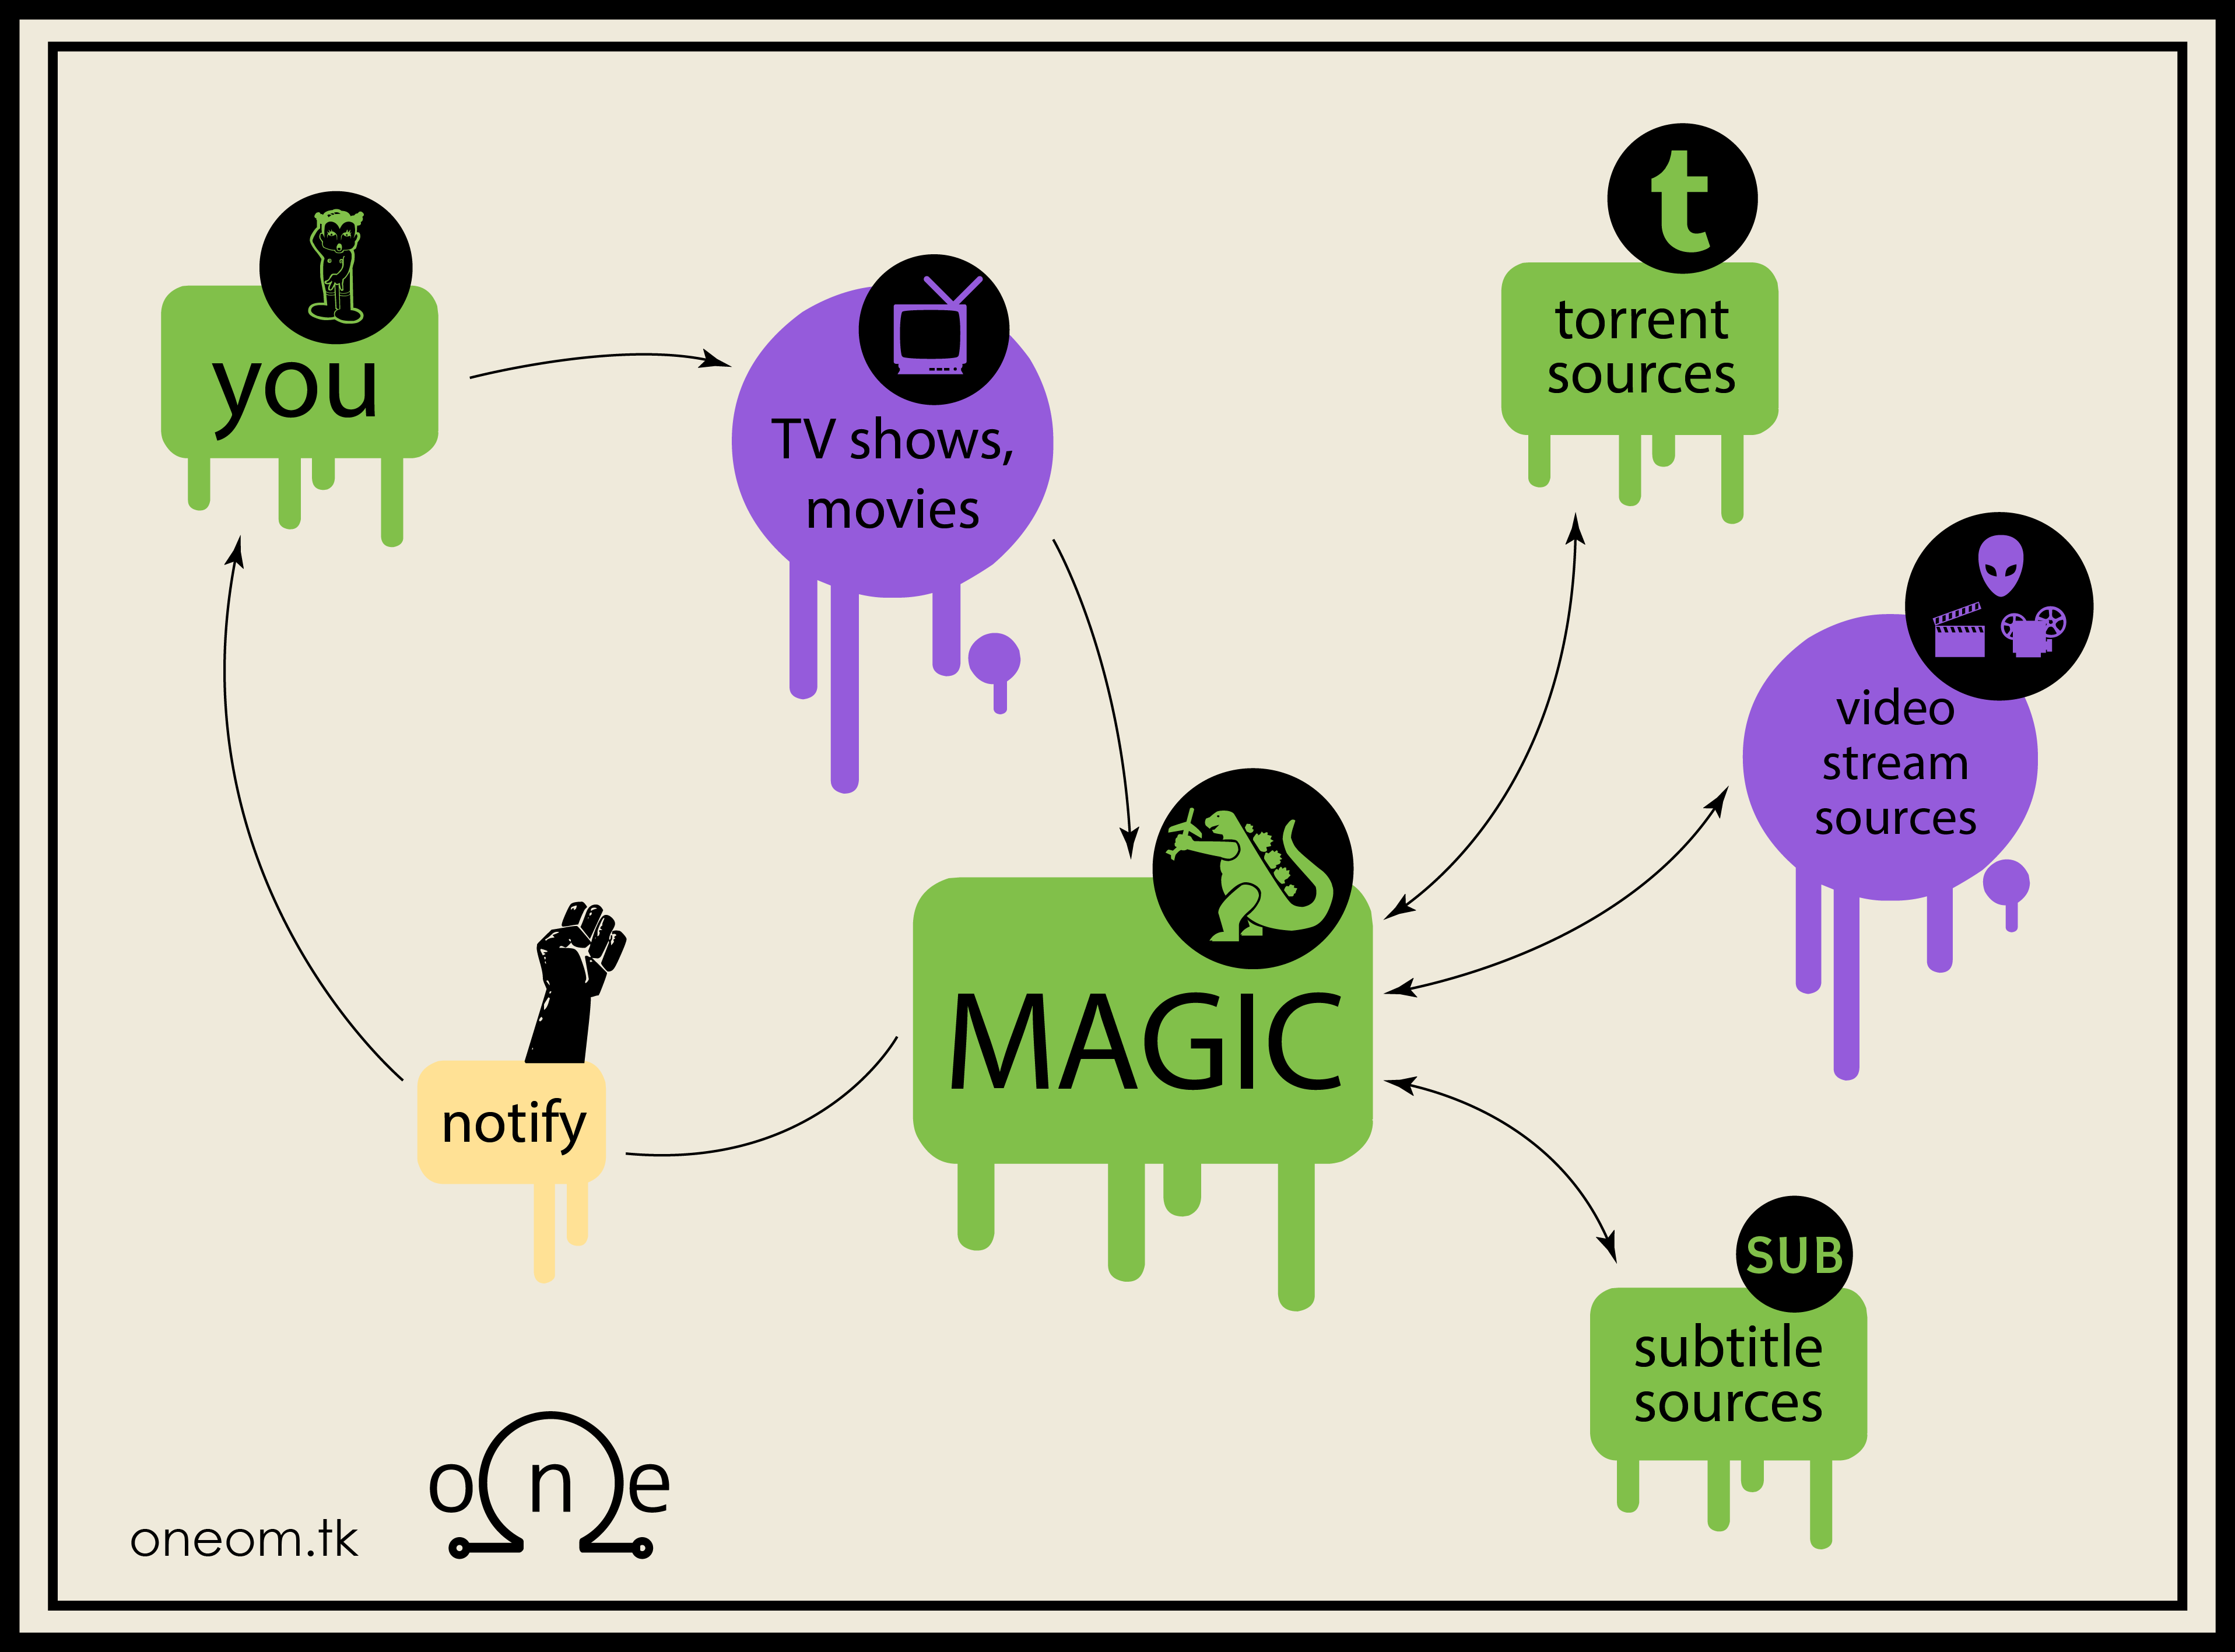 you
TV shows,
movies
t
torrent
sources
video
stream
sources
MAGIC
notify
SUB
subtitle
sources
one
oneom.tk